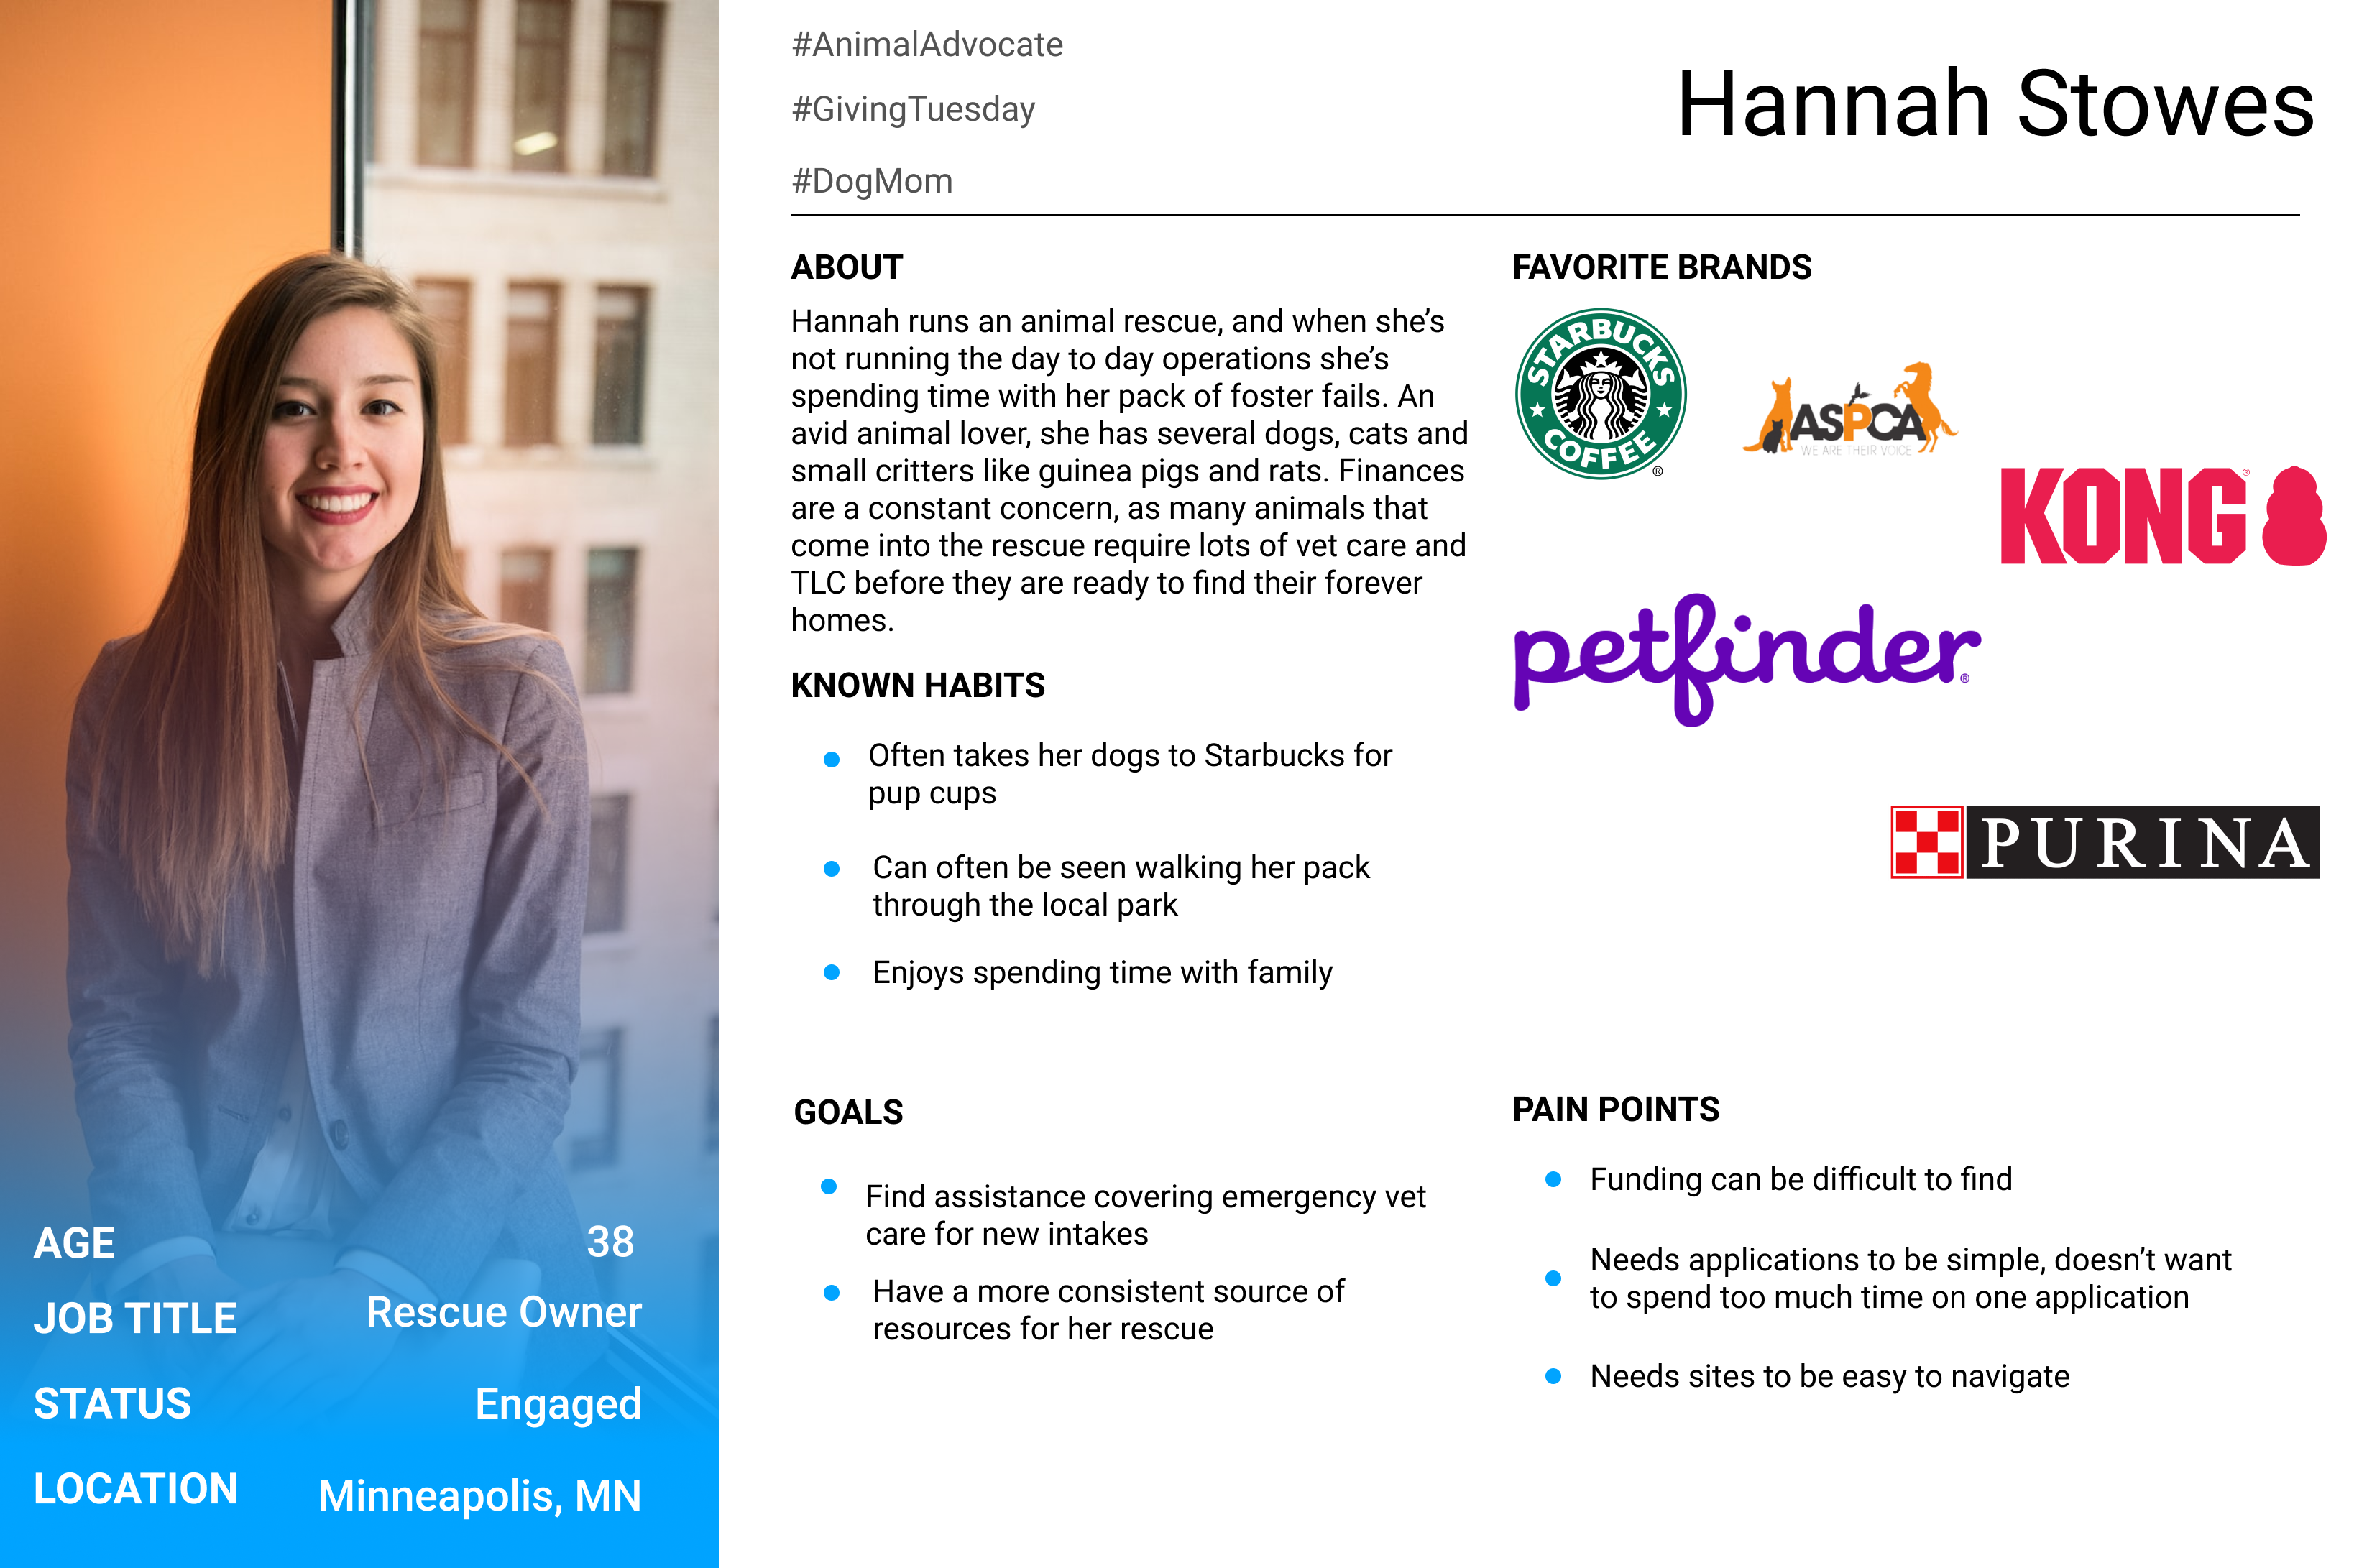 #AnimalAdvocate
#GivingTuesday
#DogMom
Hannah Stowes
ABOUT
Hannah runs an animal rescue, and when she’s
not running the day to day operations she’s
spending time with her pack of foster fails. An
avid animal lover, she has several dogs, cats and
small critters like guinea pigs and rats. Finances
are a constant concern, as many animals that
come into the rescue require lots of vet care and
TLC before they are ready to find their forever
homes.
KNOWN HABITS
Often takes her dogs to Starbucks for
pup cups
Can often be seen walking her pack
through the local park
Enjoys spending time with family
FAVORITE BRANDS
STARBUCKS
COFFEE
®
ASPCA
WE ARE THEIR VOICE
KONG®
petfinder®
PURINA
GOALS
Find assistance covering emergency vet
care for new intakes
Have a more consistent source of
resources for her rescue
PAIN POINTS
Funding can be difficult to find
Needs applications to be simple, doesn’t want
to spend too much time on one application
Needs sites to be easy to navigate
AGE 38
JOB TITLE Rescue Owner
STATUS Engaged
LOCATION Minneapolis, MN